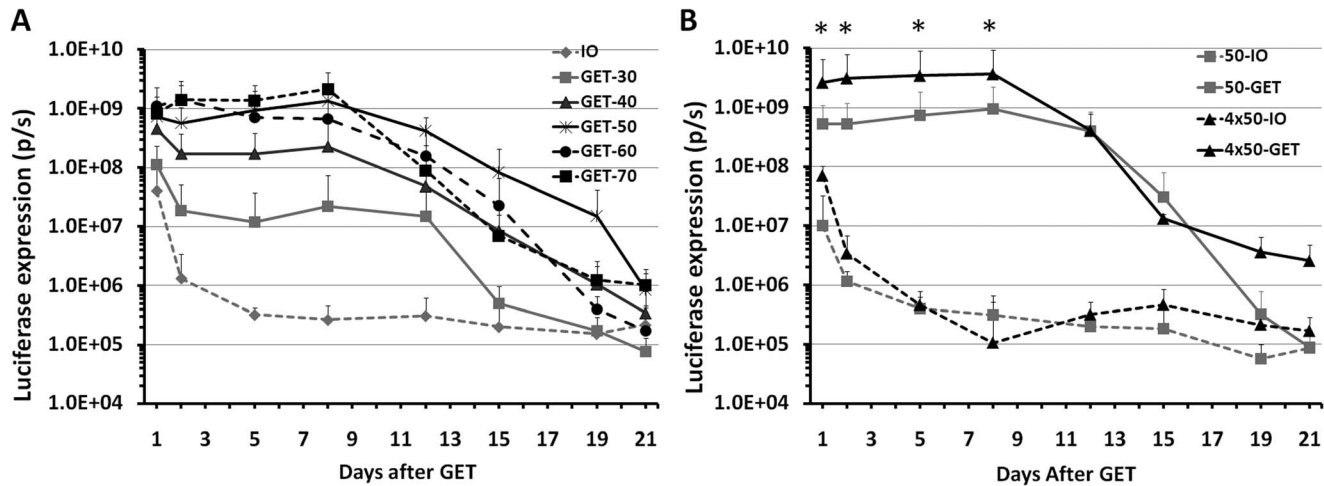 A
Luciferase expression (p/s)
1.0E+10
1.0E+09
1.0E+08
1.0E+07
1.0E+06
1.0E+05
1.0E+04
1 3 5 7 9 11 13 15 17 19 21
Days after GET
IO
GET-30
GET-40
GET-50
GET-60
GET-70
B
* * * *
Luciferase expression (p/s)
1.0E+10
1.0E+09
1.0E+08
1.0E+07
1.0E+06
1.0E+05
1.0E+04
1 3 5 7 9 11 13 15 17 19 21
Days After GET
50-IO
50-GET
4x50-IO
4x50-GET